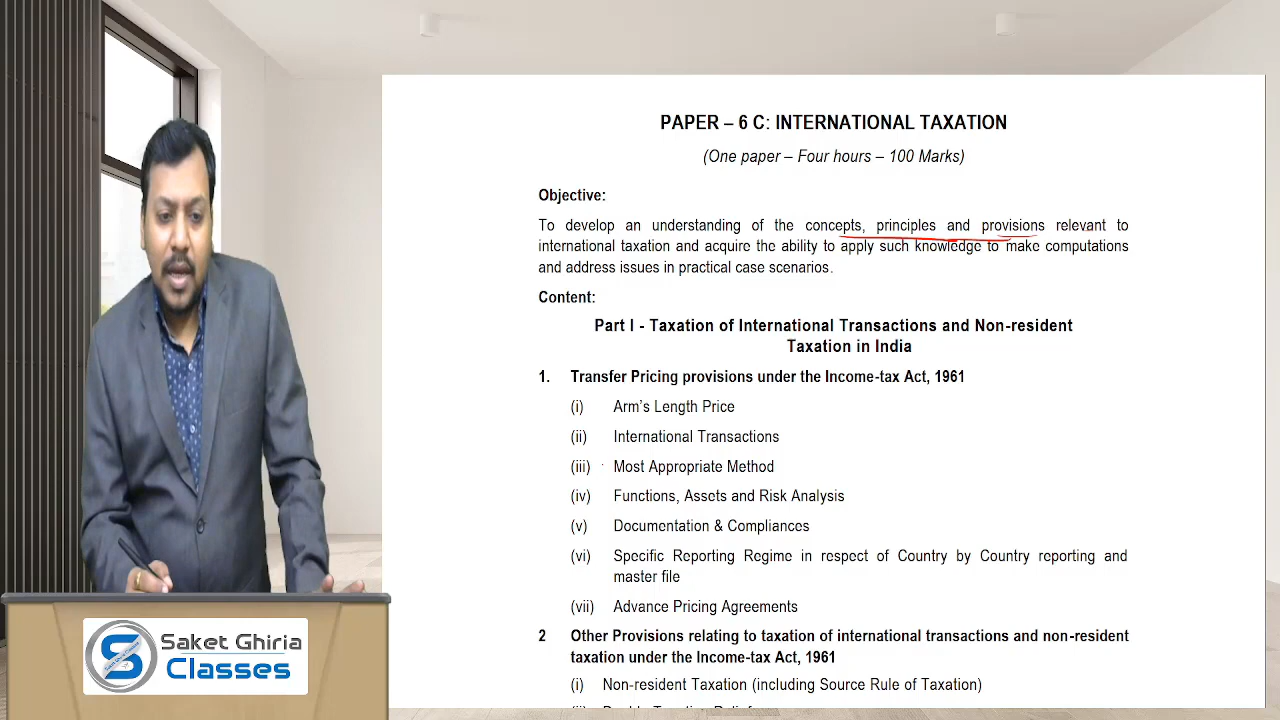 PAPER – 6 C: INTERNATIONAL TAXATION
(One paper – Four hours – 100 Marks)
Objective:
To develop an understanding of the concepts, principles and provisions relevant to
international taxation and acquire the ability to apply such knowledge to make computations
and address issues in practical case scenarios.
Content:
Part I - Taxation of International Transactions and Non-resident
Taxation in India
1. Transfer Pricing provisions under the Income-tax Act, 1961
(i) Arm's Length Price
(ii) International Transactions
(iii) Most Appropriate Method
(iv) Functions, Assets and Risk Analysis
(v) Documentation & Compliances
(vi) Specific Reporting Regime in respect of Country by Country reporting and
master file
(vii) Advance Pricing Agreements
2 Other Provisions relating to taxation of international transactions and non-resident
taxation under the Income-tax Act, 1961
(i) Non-resident Taxation (including Source Rule of Taxation)
Saket Ghiria
Classes